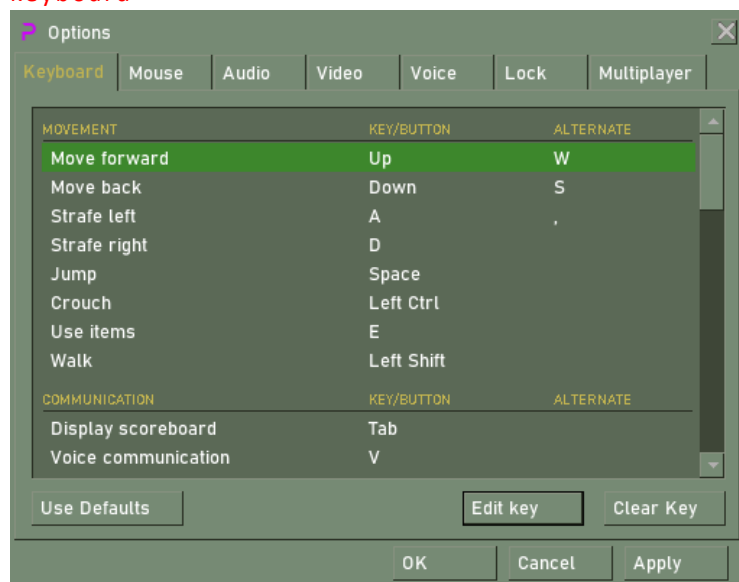 Options
Keyboard Mouse Audio Video Voice Lock Multiplayer
MOVEMENT KEY/BUTTON ALTERNATE
Move forward Up W
Move back Down S
Strafe left A ,
Strafe right D
Jump Space
Crouch Left Ctrl
Use items E
Walk Left Shift
COMMUNICATION KEY/BUTTON ALTERNATE
Display scoreboard Tab
Voice communication V
Use Defaults Edit key Clear Key
OK Cancel Apply